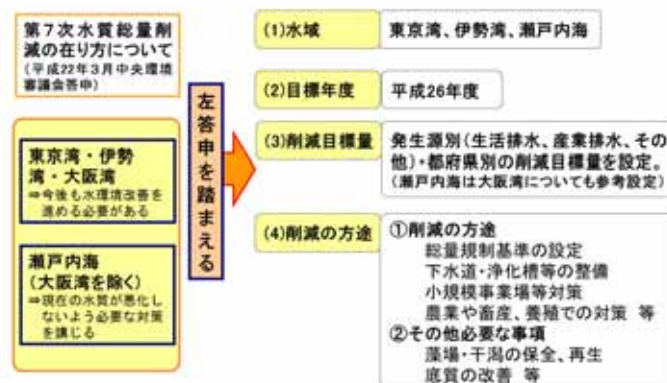 第7次水質総量削
減の在り方について
(平成22年3月中央環境
審議会答申)
東京湾・伊勢
湾・大阪湾
⇒今後も水環境改善を
進める必要がある
瀬戸内海
(大阪湾を除く)
⇒現在の水質が悪化し
ないよう必要な対策
を講じる
左答申を踏まえる
(1)水域
東京湾、伊勢湾、瀬戸内海
(2)目標年度
平成26年度
(3)削減目標量
発生源別(生活排水、産業排水、その
他)・都府県別の削減目標量を設定。
(瀬戸内海は大阪湾についても参考設定)
(4)削減の方途
①削減の方途
総量規制基準の設定
下水道・浄化槽等の整備
小規模事業場等対策
農業や畜産、養殖での対策 等
②その他必要な事項
藻場・干潟の保全、再生
底質の改善 等